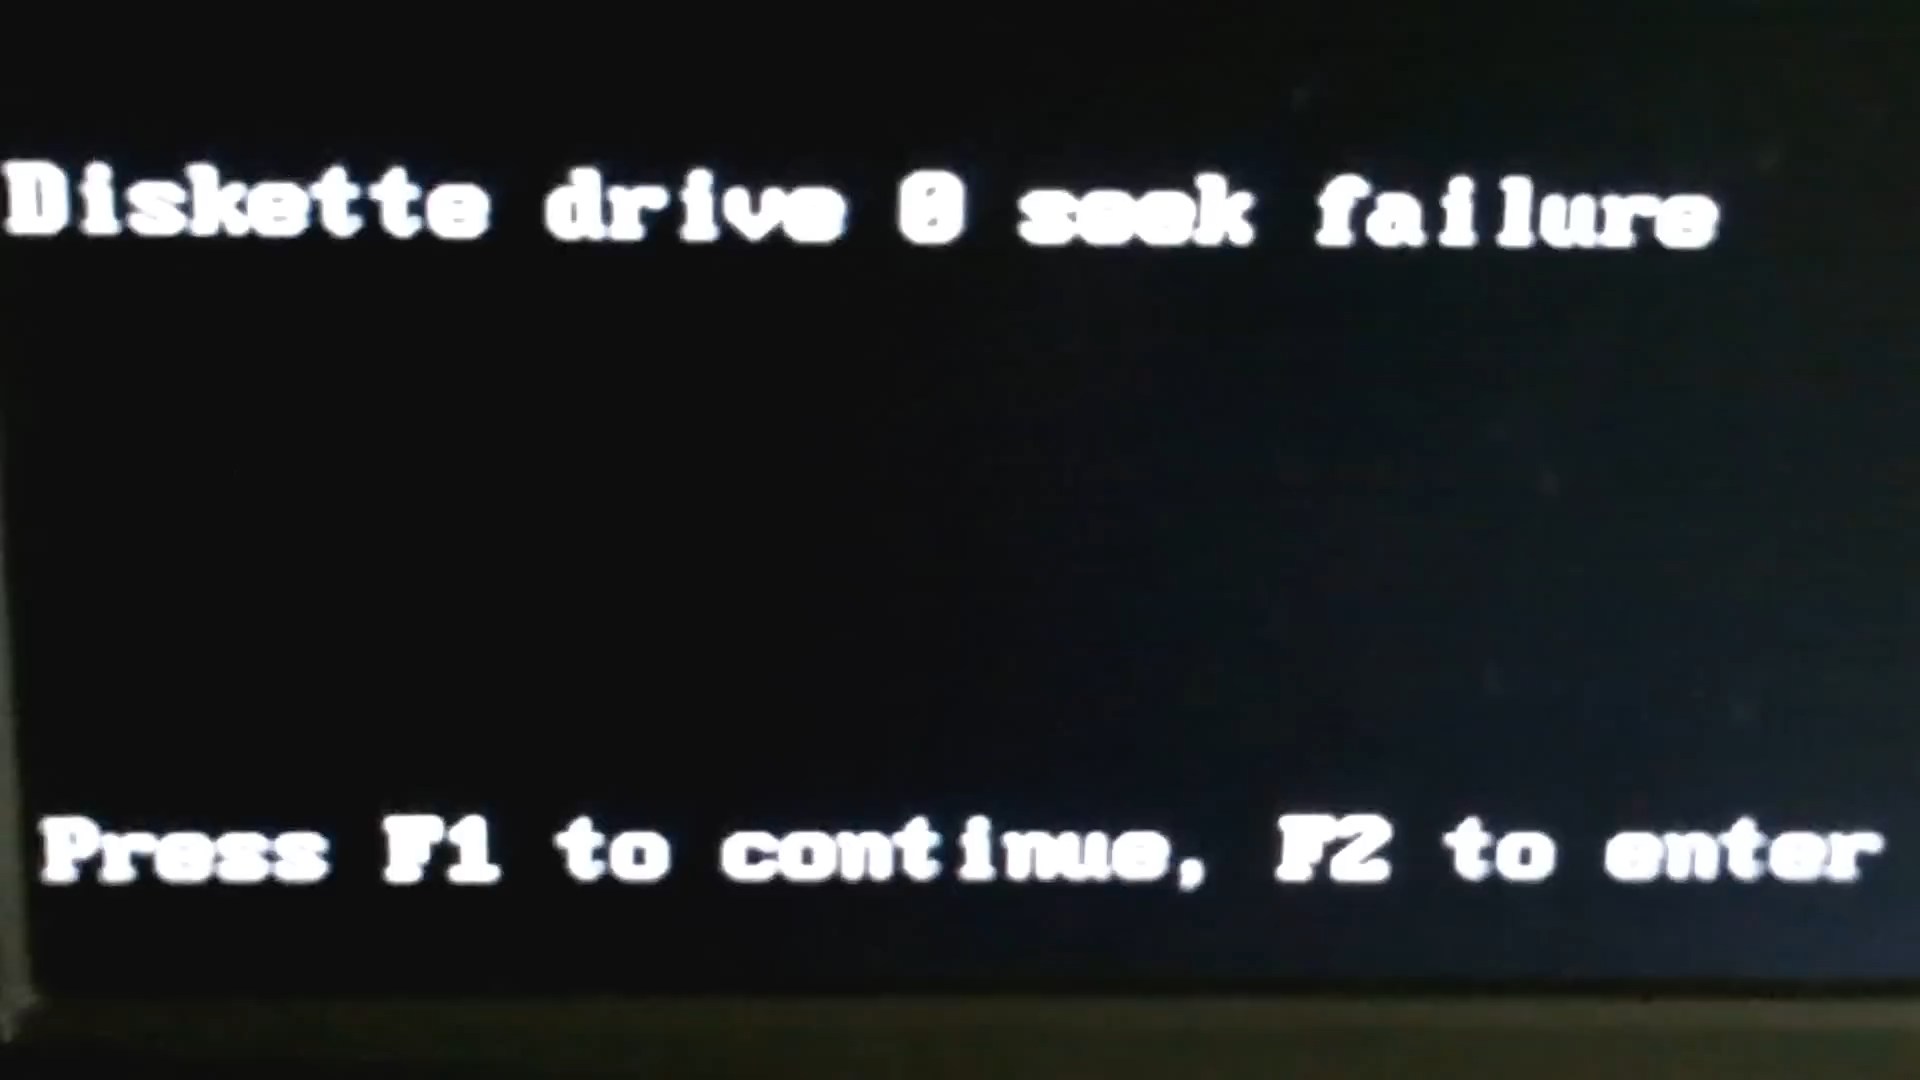 Diskette drive 0 seek failure
Press F1 to continue, F2 to enter